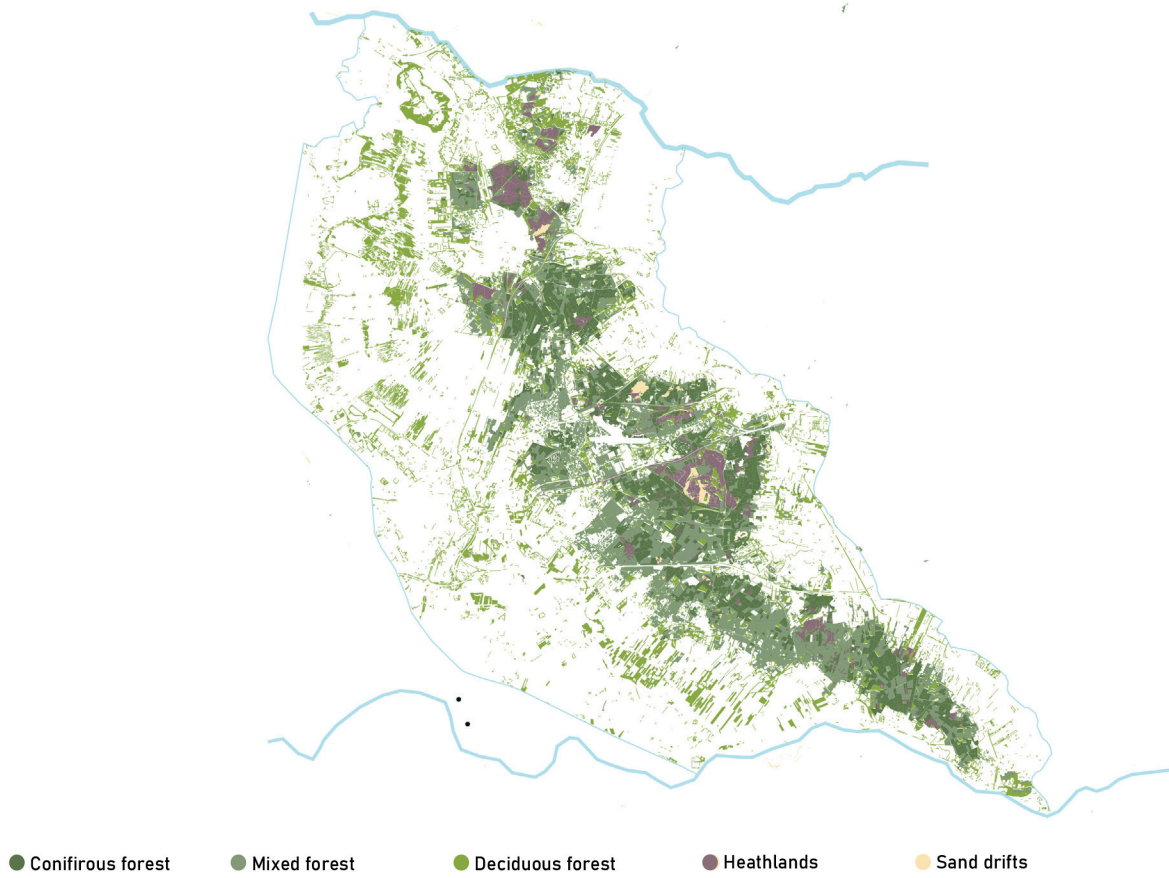 Conifirous forest
Mixed forest
Deciduous forest
Heathlands
Sand drifts